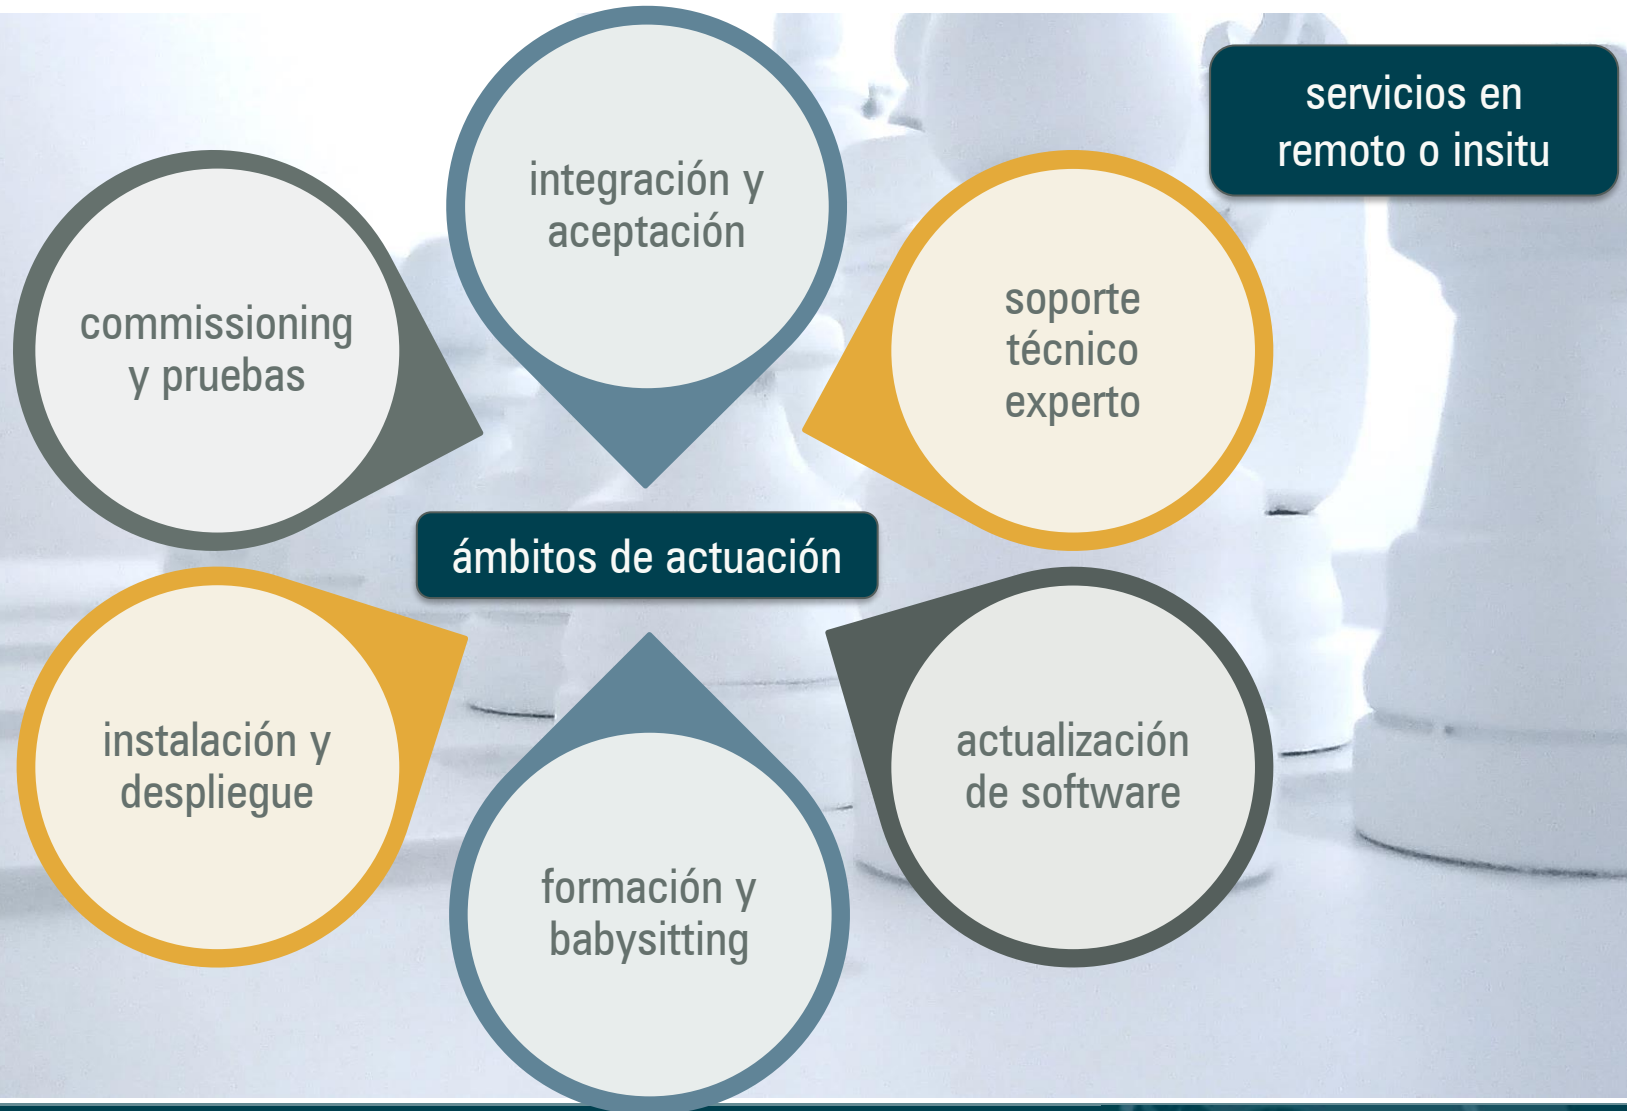 servicios en
remoto o insitu
integración y
aceptación
commissioning
y pruebas
soporte
técnico
experto
ámbitos de actuación
instalación y
despliegue
actualización
de software
formación y
babysitting